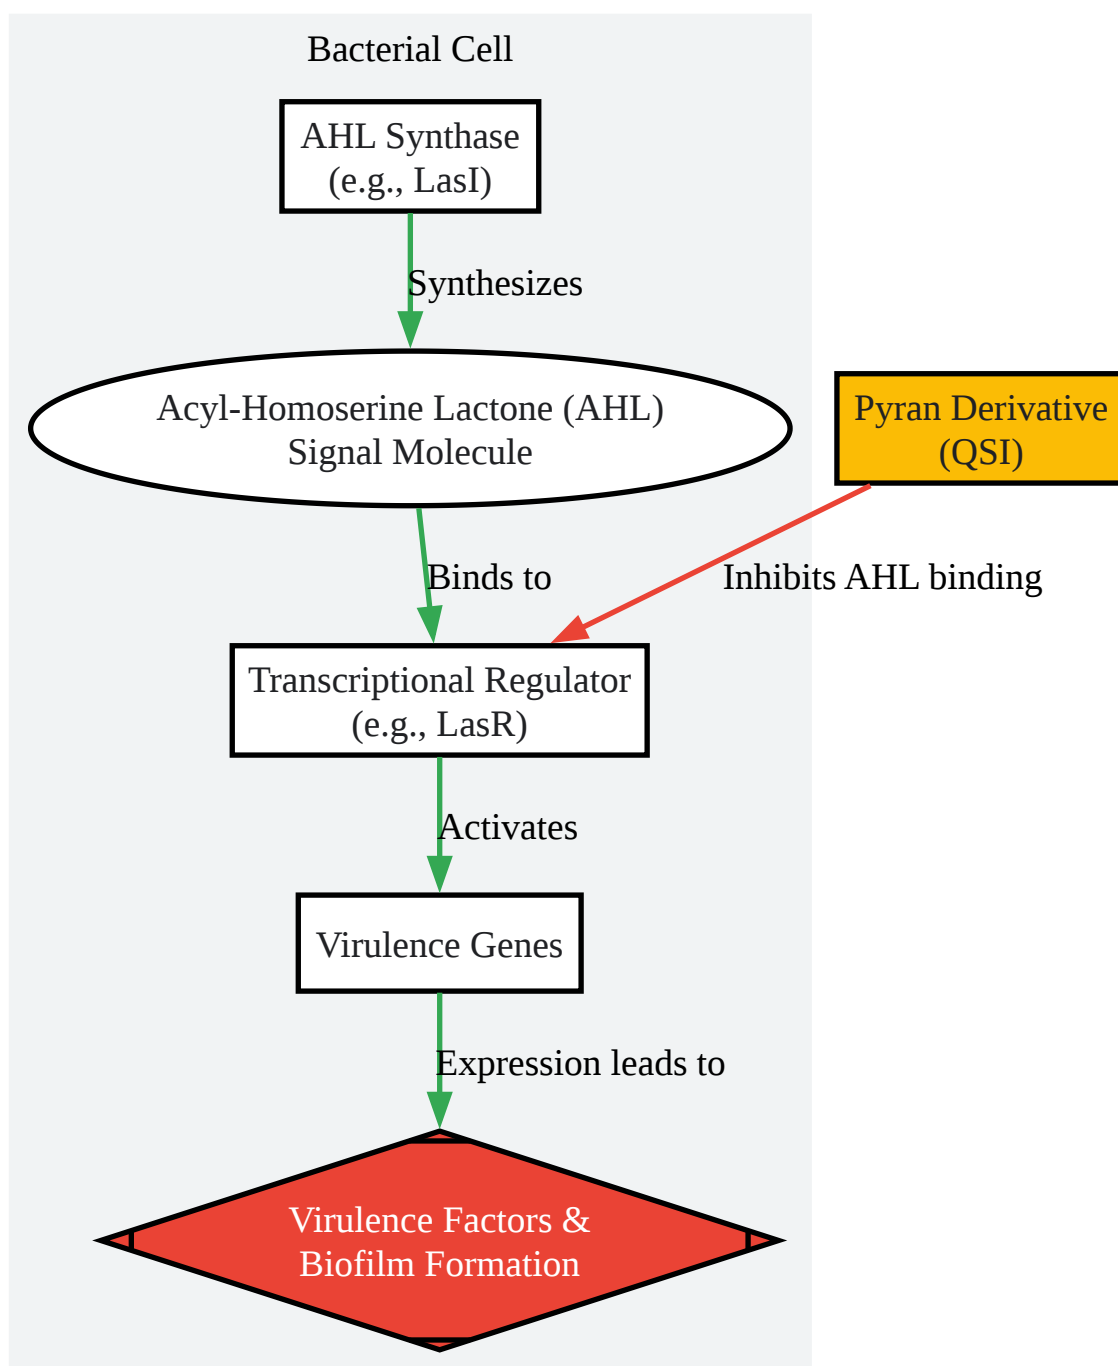 Bacterial Cell
AHL Synthase
(e.g., LasI)
Synthesizes
Acyl-Homoserine Lactone (AHL)
Signal Molecule
Pyran Derivative
(QSI)
Binds to
Inhibits AHL binding
Transcriptional Regulator
(e.g., LasR)
Activates
Virulence Genes
Expression leads to
Virulence Factors &
Biofilm Formation